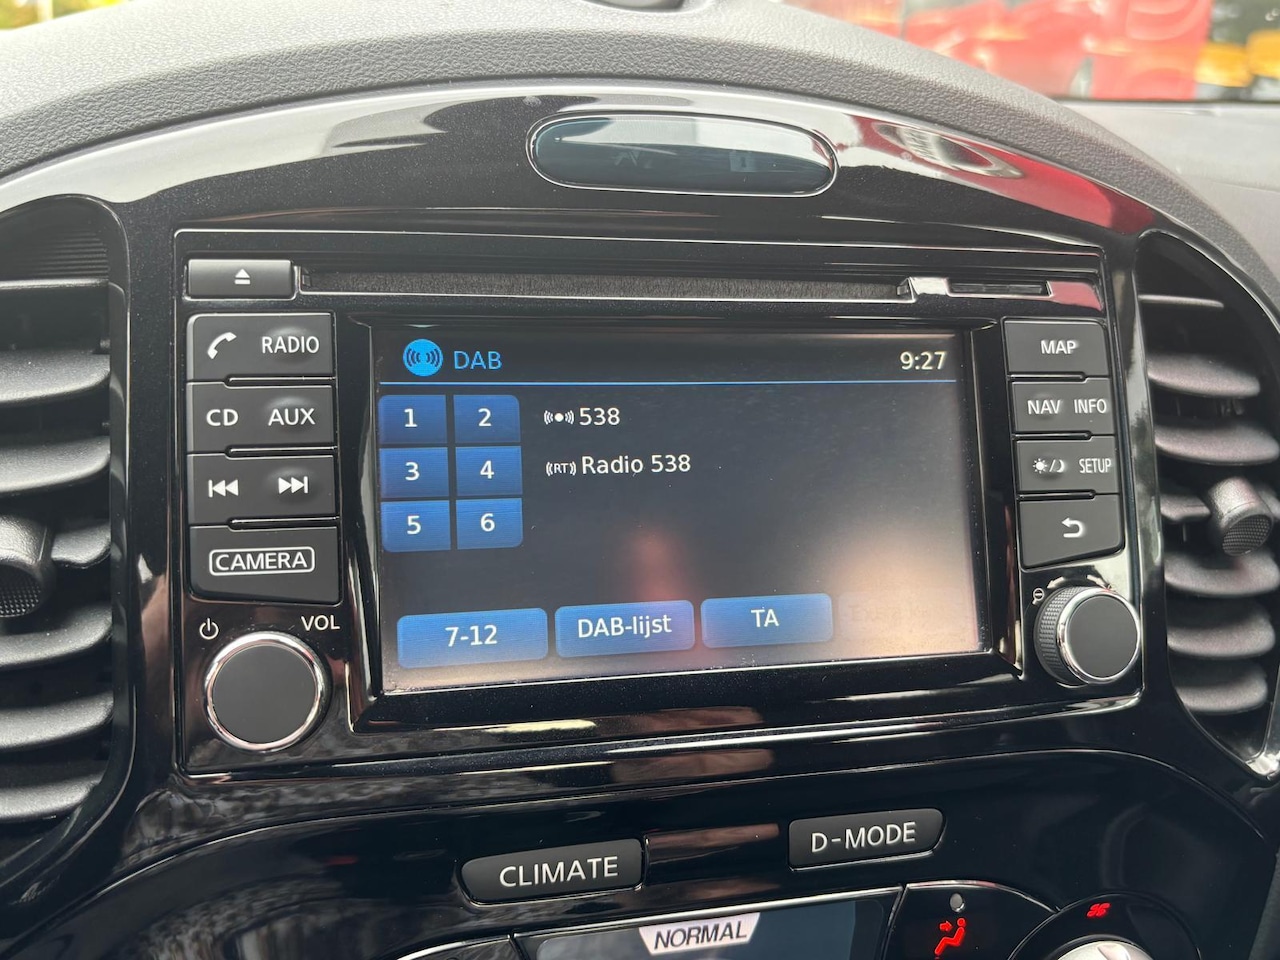 RADIO
CD AUX
CAMERA
VOL
DAB 9:27
1 2 538
3 4 RT Radio 538
5 6
7-12 DAB-lijst TA
MAP
NAV INFO
SETUP
CLIMATE D-MODE
NORMAL